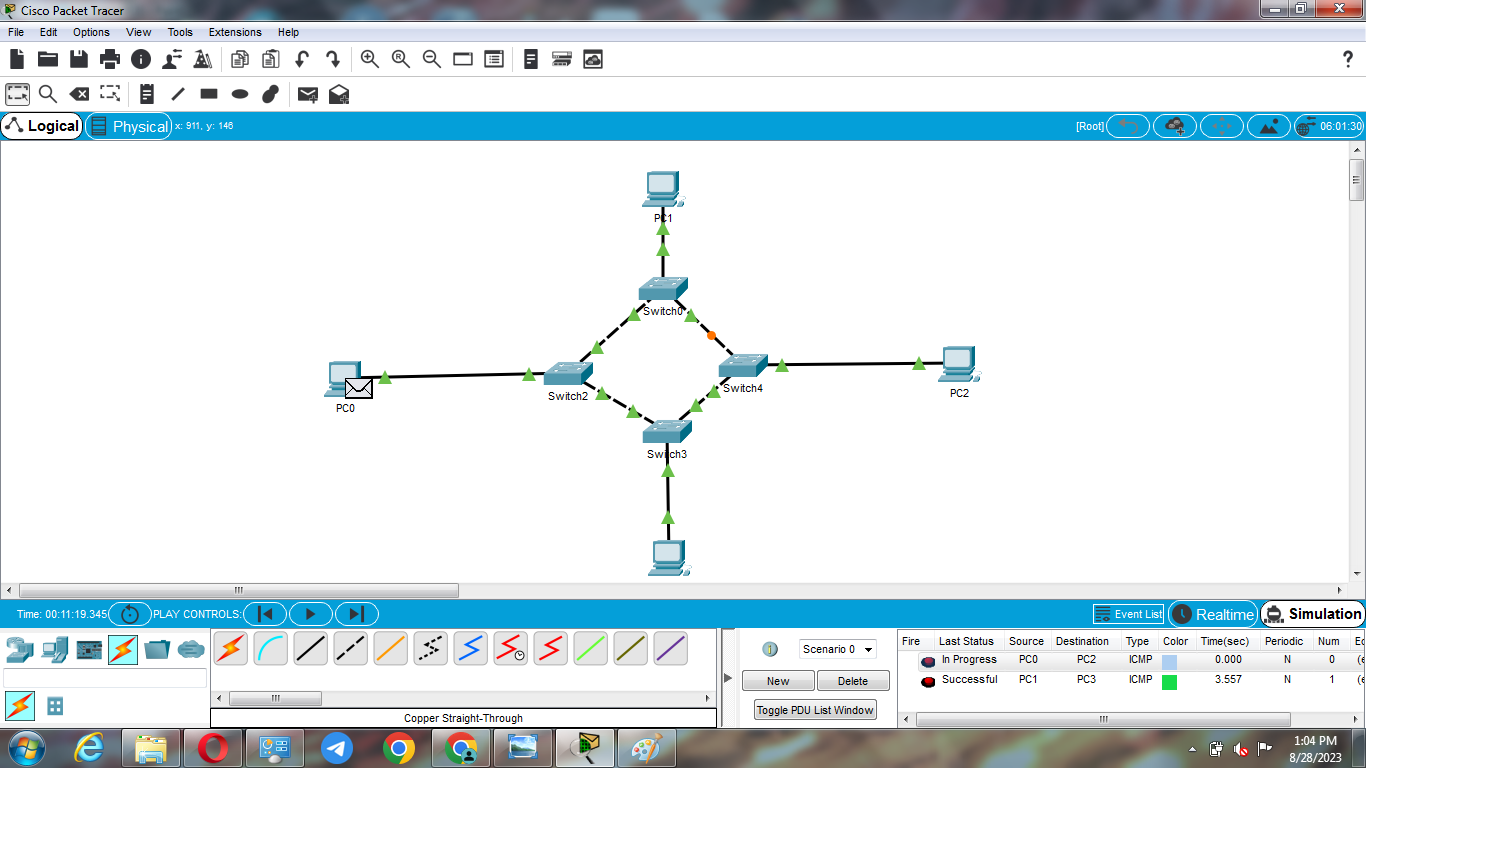 Cisco Packet Tracer
File Edit Options View Tools Extensions Help
?
Logical Physical x: 911, y: 146 [Root] 06:01:30
PC1
Switch0
Switch4
PC2
Switch2
PC0
Switch3
Time: 00:11:19.345 PLAY CONTROLS: Event List Realtime Simulation
Fire Last Status Source Destination Type Color Time(sec) Periodic Num Ec
Scenario 0
In Progress PC0 PC2 ICMP 0.000 N 0 (e
New Delete
Successful PC1 PC3 ICMP 3.557 N 1 (e
Toggle PDU List Window
Copper Straight-Through
1:04 PM
8/28/2023